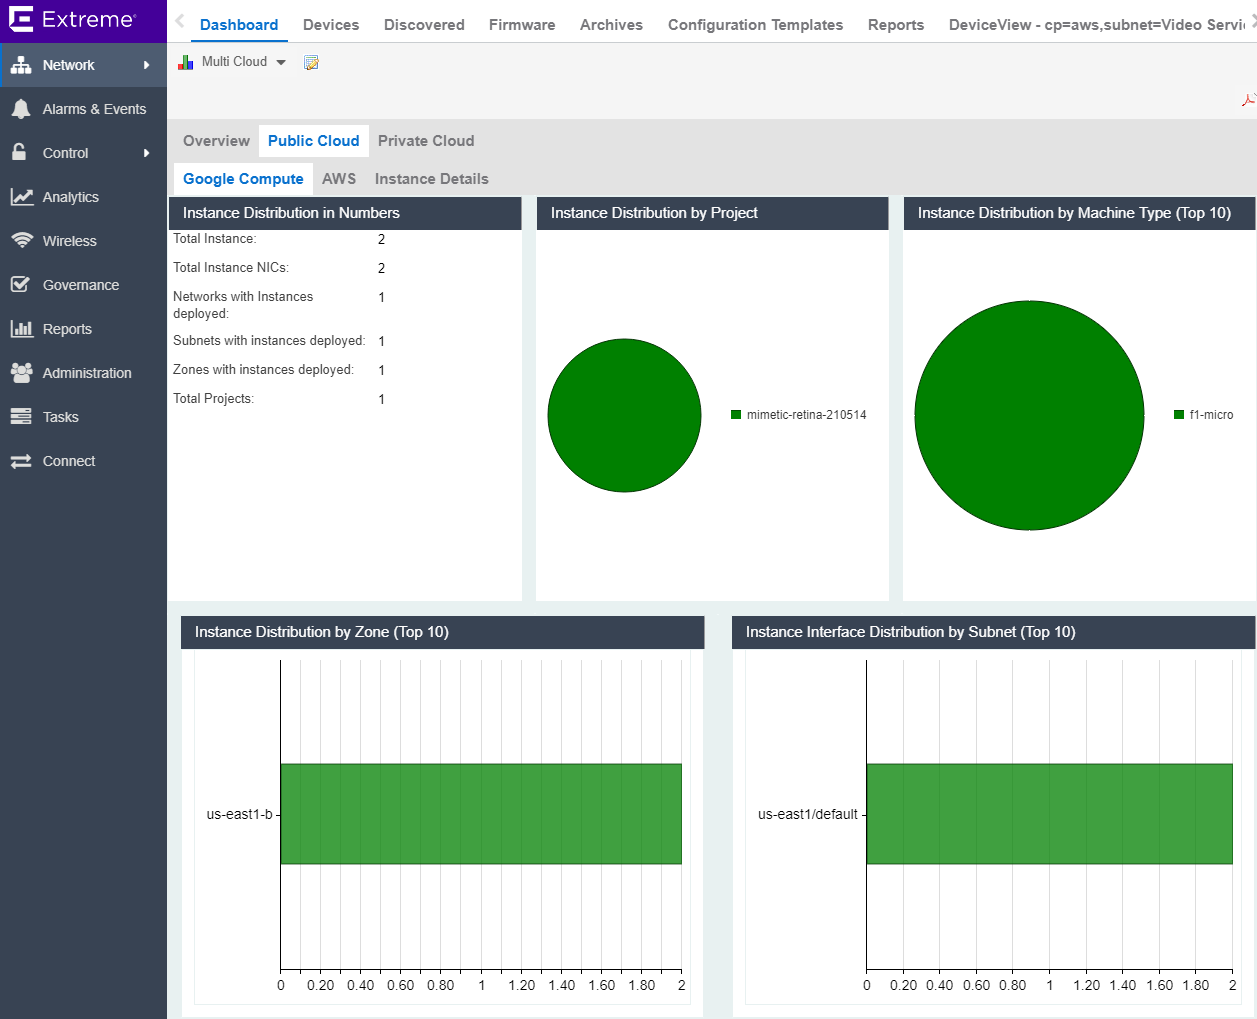 Extreme
Dashboard Devices Discovered Firmware Archives Configuration Templates Reports DeviceView - cp=aws,subnet=Video Servi
Network
Alarms & Events
Control
Analytics
Wireless
Governance
Reports
Administration
Tasks
Connect
Multi Cloud
Overview Public Cloud Private Cloud
Google Compute AWS Instance Details
Instance Distribution in Numbers
Total Instance: 2
Total Instance NICs: 2
Networks with Instances 1
deployed:
Subnets with instances deployed: 1
Zones with instances deployed: 1
Total Projects: 1
Instance Distribution by Project
mimetic-retina-210514
Instance Distribution by Machine Type (Top 10)
f1-micro
Instance Distribution by Zone (Top 10)
us-east1-b
0 0.20 0.40 0.60 0.80 1 1.20 1.40 1.60 1.80 2
Instance Interface Distribution by Subnet (Top 10)
us-east1/default
0 0.20 0.40 0.60 0.80 1 1.20 1.40 1.60 1.80 2